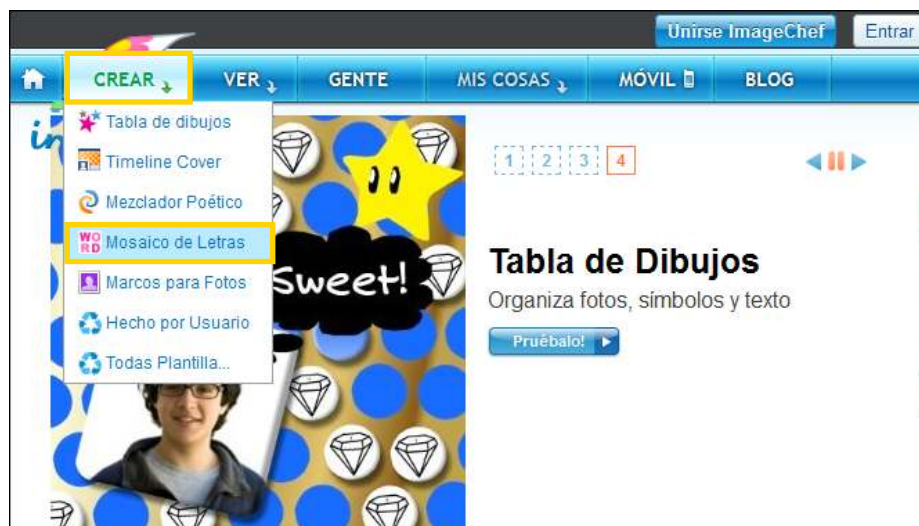 Unirse ImageChef Entrar
CREAR VER GENTE MIS COSAS MÓVIL BLOG
Tabla de dibujos
Timeline Cover
Mezclador Poético
WORD Mosaico de Letras
Marcos para Fotos
Hecho por Usuario
Todas Plantilla...
Sweet!
1 2 3 4
Tabla de Dibujos
Organiza fotos, símbolos y texto
Pruébalo!